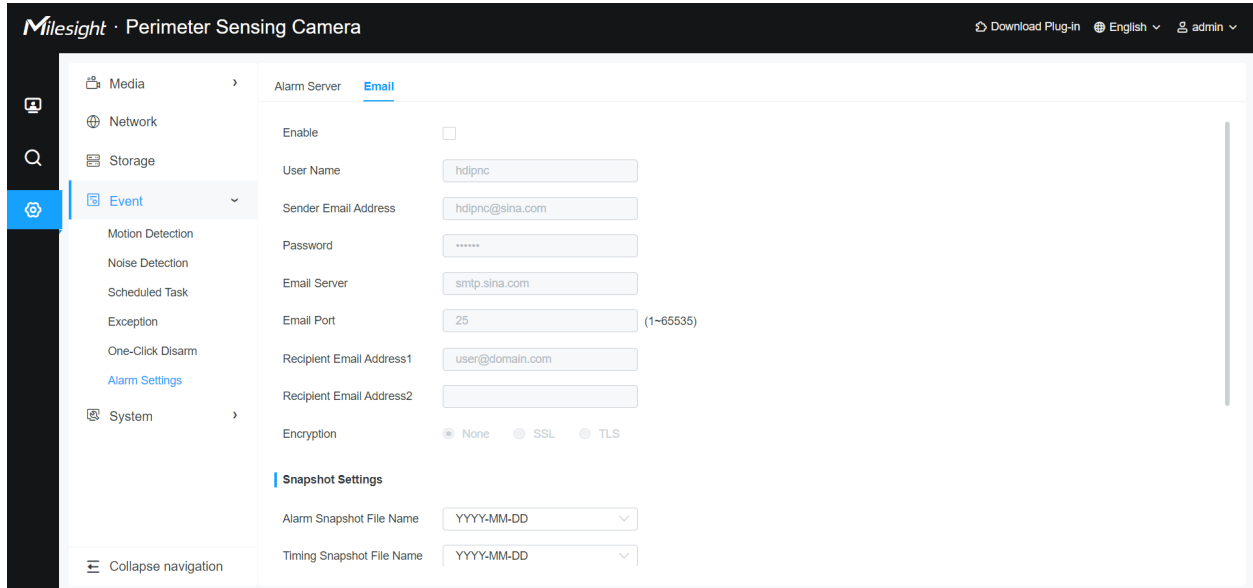 Milesight · Perimeter Sensing Camera
Download Plug-in English admin
Media
Network
Storage
Event
Motion Detection
Noise Detection
Scheduled Task
Exception
One-Click Disarm
Alarm Settings
System
Collapse navigation
Alarm Server Email
Enable
User Name hdipnc
Sender Email Address hdipnc@sina.com
Password ••••••
Email Server smtp.sina.com
Email Port 25 (1~65535)
Recipient Email Address1 user@domain.com
Recipient Email Address2
Encryption None SSL TLS
Snapshot Settings
Alarm Snapshot File Name YYYY-MM-DD
Timing Snapshot File Name YYYY-MM-DD